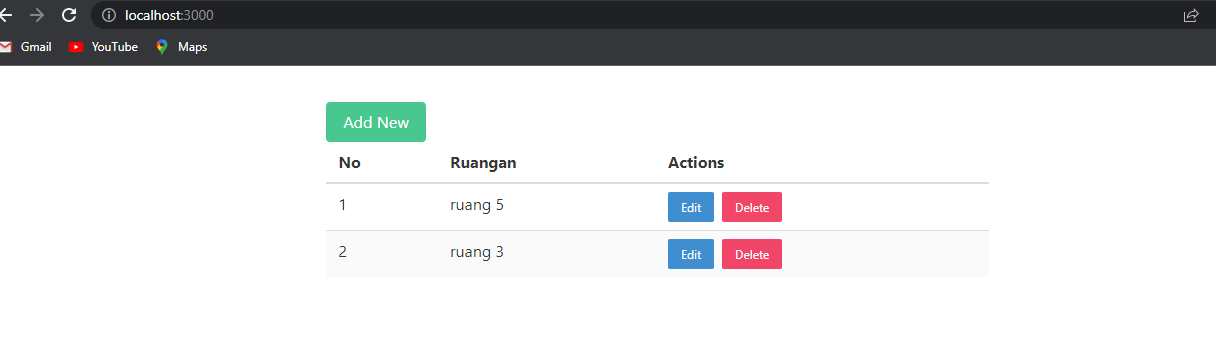 localhost:3000
Gmail YouTube Maps
Add New
No Ruangan Actions
1 ruang 5 Edit Delete
2 ruang 3 Edit Delete